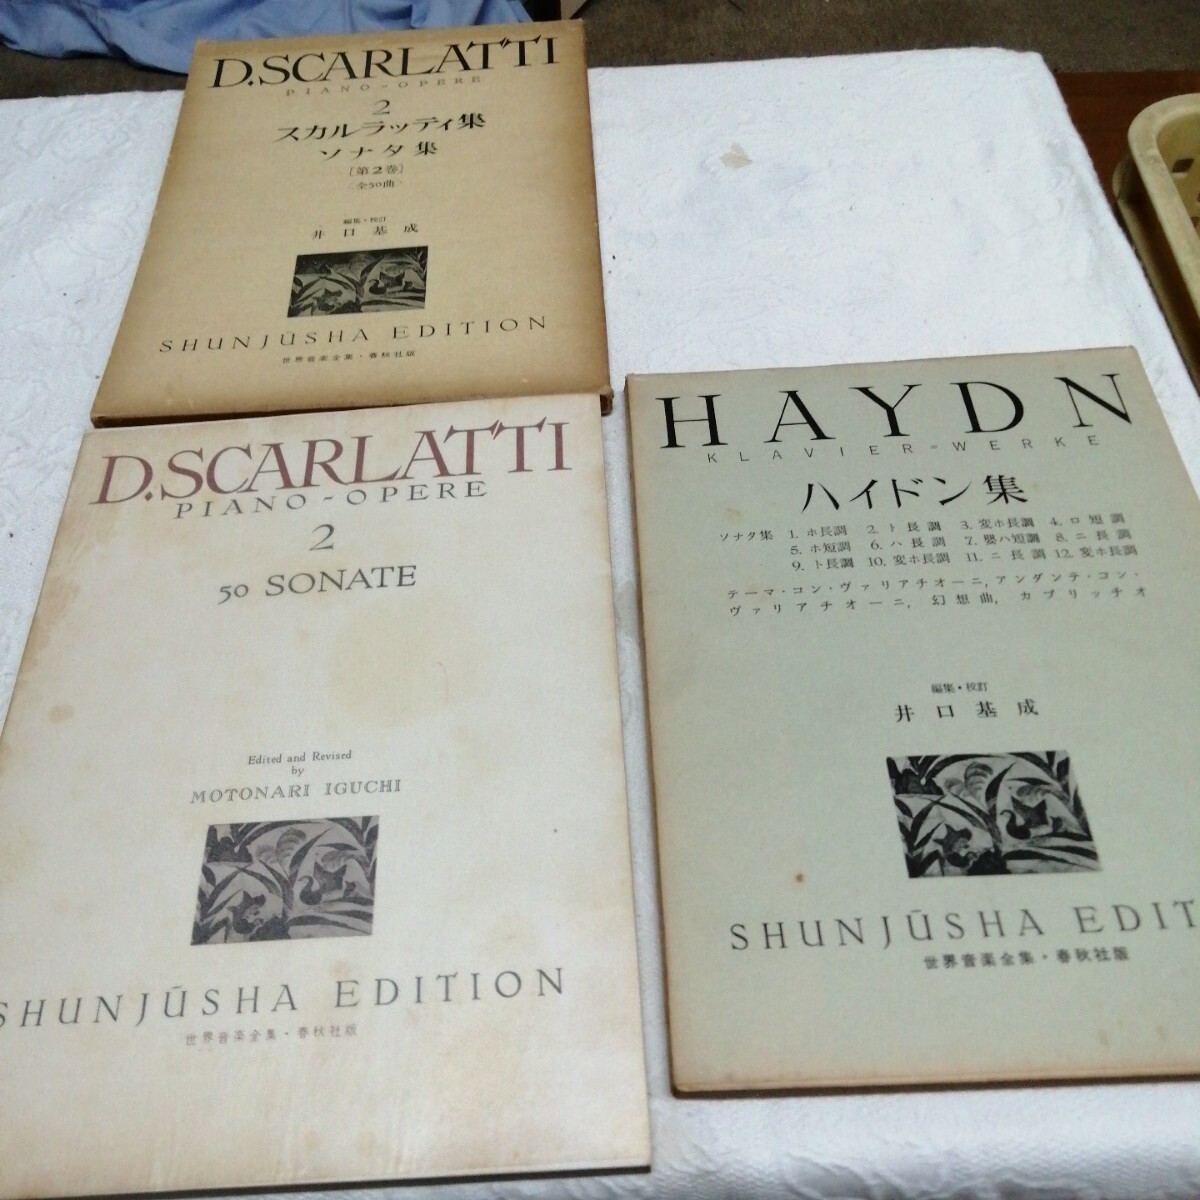 D.SCARLATTI
PIANO-OPERE
2
スカルラッティ集
ソナタ集
[第2巻]
〈全50曲〉
編集・校訂
井口基成
SHUNJŪSHA EDITION
世界音楽全集・春秋社版
D.SCARLATTI
PIANO-OPERE
2
50 SONATE
Edited and Revised
by
MOTONARI IGUCHI
SHUNJŪSHA EDITION
世界音楽全集・春秋社版
HAYDN
KLAVIER-WERKE
ハイドン集
ソナタ集 1. ホ長調 2. ト長調 3. 変ホ長調 4. ロ短調
5. ホ短調 6. ハ長調 7. 嬰ハ短調 8. ニ長調
9. ト長調 10. 変ホ長調 11. ニ長調 12. 変ホ長調
テーマ・コン・ヴァリアチオーニ, アンダンテ・コン・
ヴァリアチオーニ, 幻想曲, カプリッチオ
編集・校訂
井口基成
SHUNJŪSHA EDIT
世界音楽全集・春秋社版